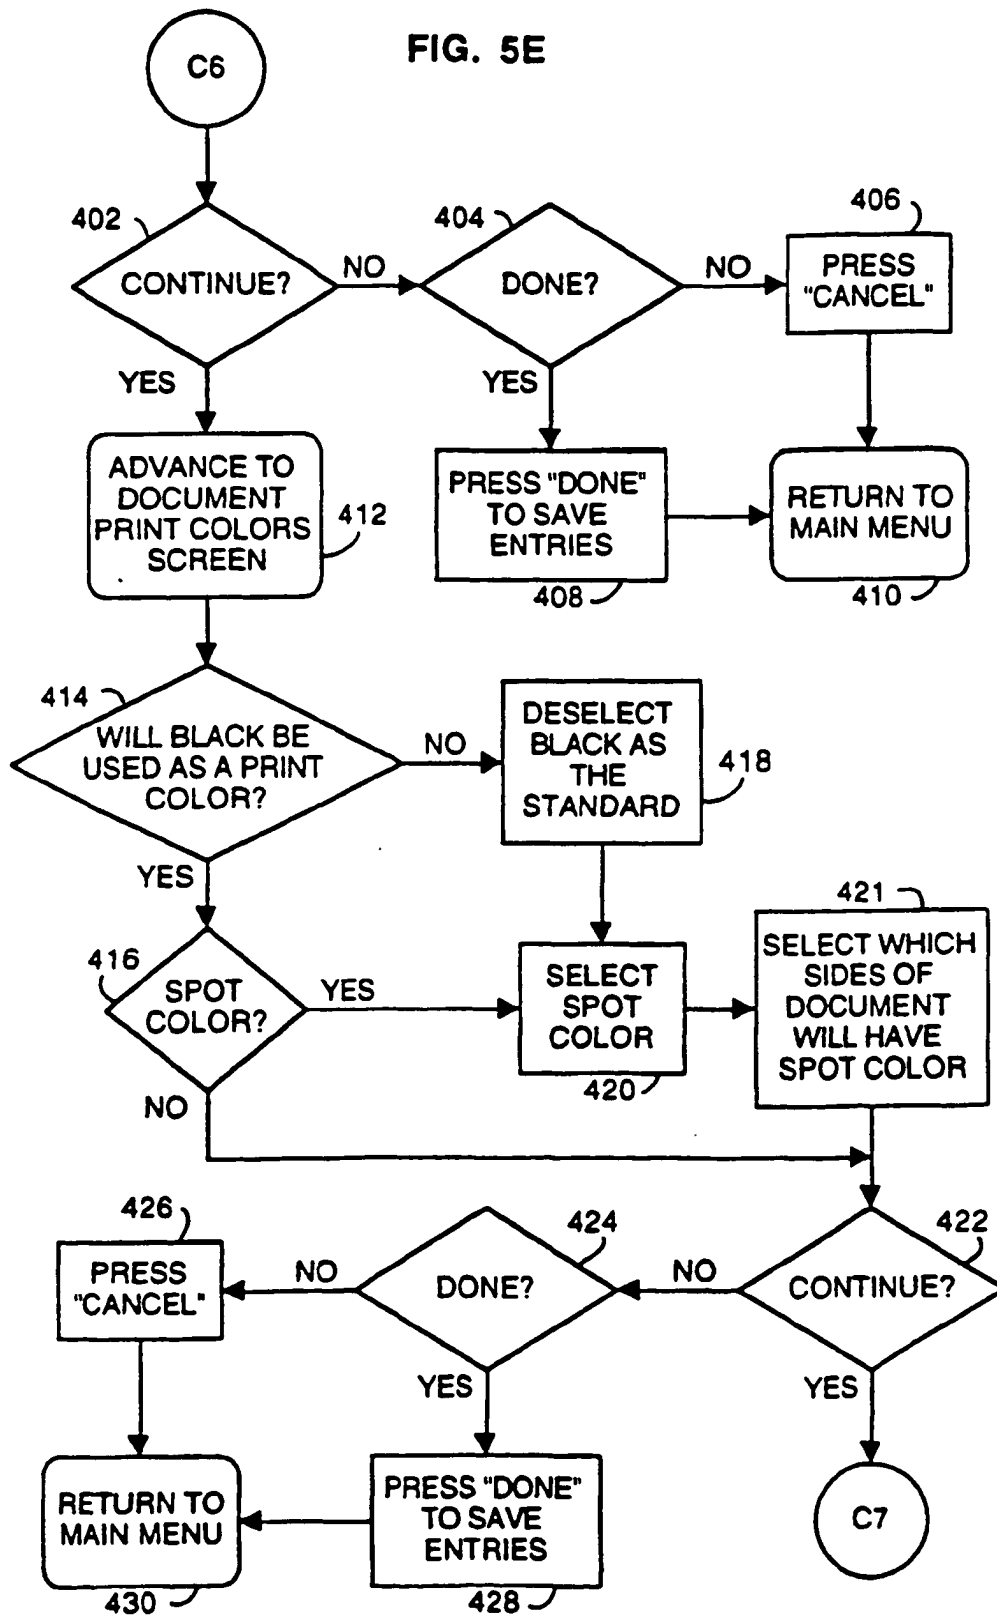 FIG. 5E
C6
402
CONTINUE?
NO
404
DONE?
NO
406
PRESS
"CANCEL"
YES
YES
ADVANCE TO
DOCUMENT
PRINT COLORS
SCREEN
412
PRESS "DONE"
TO SAVE
ENTRIES
408
RETURN TO
MAIN MENU
410
414
WILL BLACK BE
USED AS A PRINT
COLOR?
NO
DESELECT
BLACK AS
THE
STANDARD
418
YES
416
SPOT
COLOR?
YES
SELECT
SPOT
COLOR
420
421
SELECT WHICH
SIDES OF
DOCUMENT
WILL HAVE
SPOT COLOR
NO
422
CONTINUE?
NO
424
DONE?
NO
426
PRESS
"CANCEL"
YES
YES
RETURN TO
MAIN MENU
430
PRESS "DONE"
TO SAVE
ENTRIES
428
C7